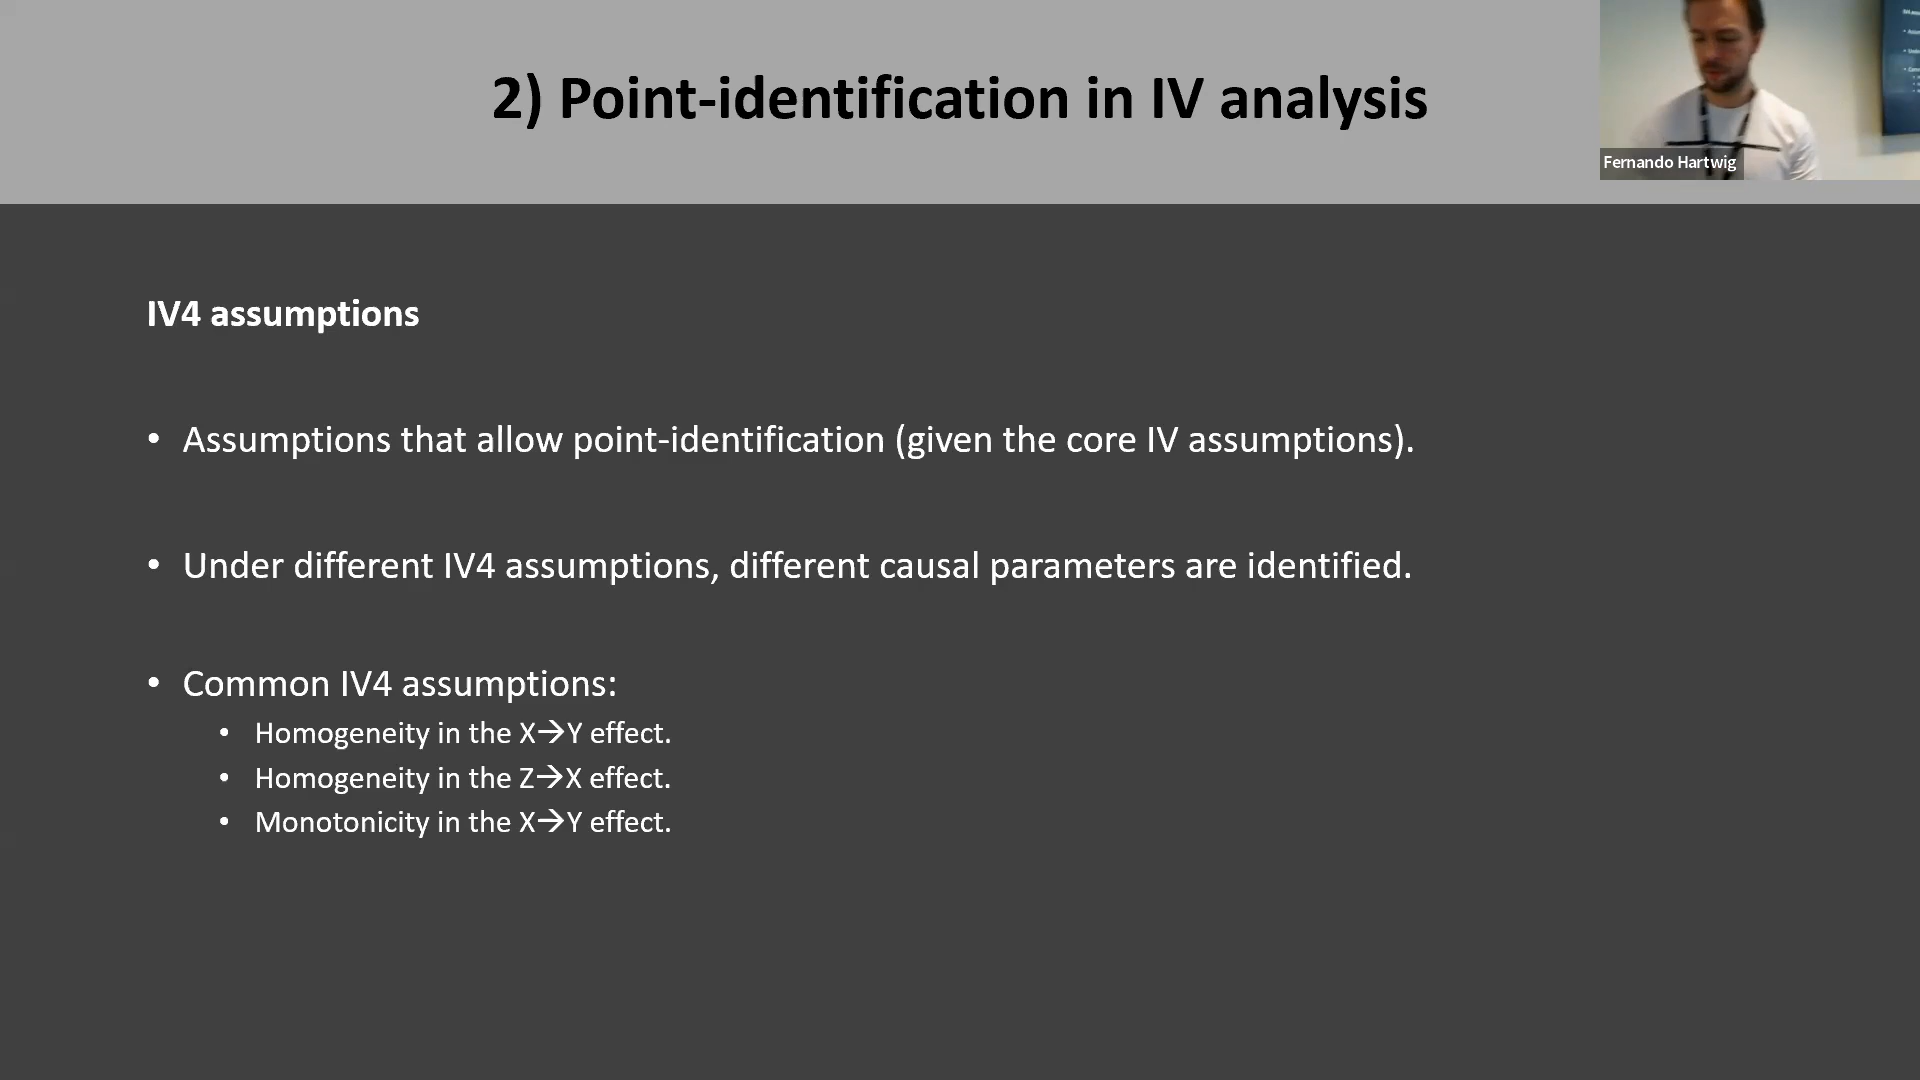 2) Point-identification in IV analysis
Fernando Hartwig
IV4 assumptions
• Assumptions that allow point-identification (given the core IV assumptions).
• Under different IV4 assumptions, different causal parameters are identified.
• Common IV4 assumptions:
• Homogeneity in the X→Y effect.
• Homogeneity in the Z→X effect.
• Monotonicity in the X→Y effect.